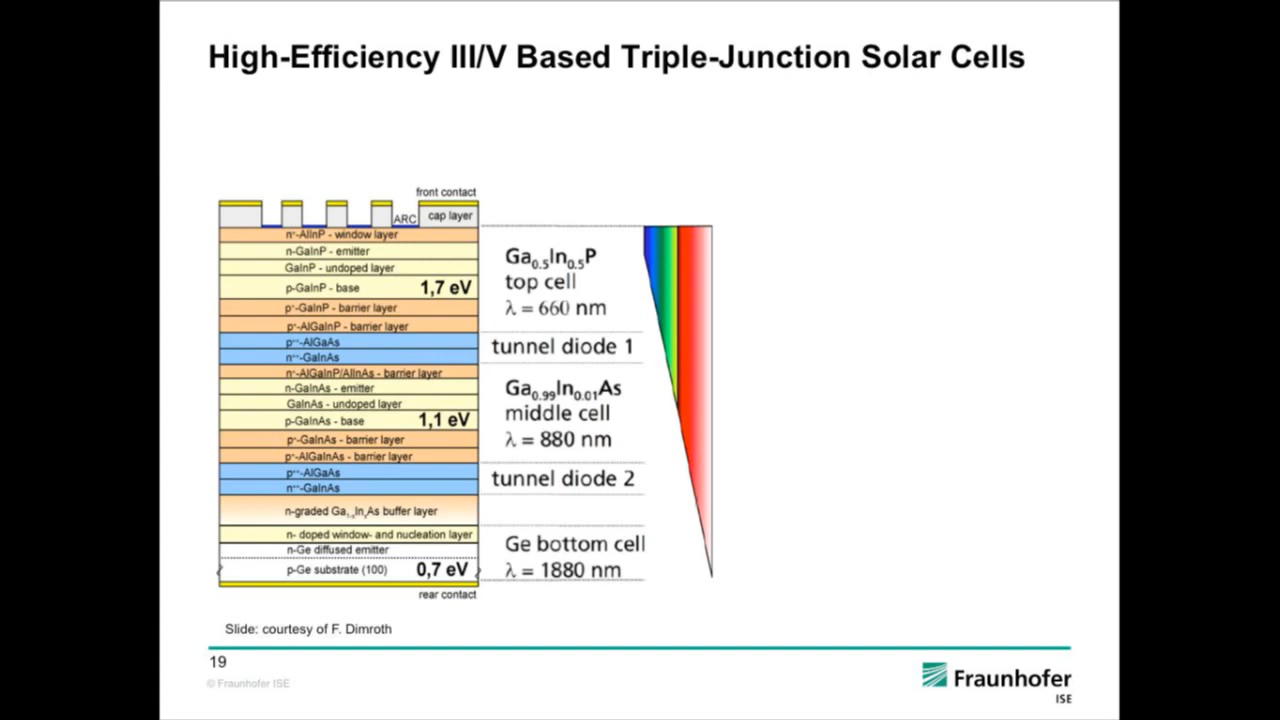 High-Efficiency III/V Based Triple-Junction Solar Cells
front contact
ARC
cap layer
n⁺-AlInP - window layer
n-GaInP - emitter
GaInP - undoped layer
p-GaInP - base
1,7 eV
p⁺-GaInP - barrier layer
p⁺-AlGaInP - barrier layer
p⁺⁺-AlGaAs
n⁺⁺-GaInAs
n⁺-AlGaInP/AlInAs - barrier layer
n-GaInAs - emitter
GaInAs - undoped layer
p-GaInAs - base
1,1 eV
p⁺-GaInAs - barrier layer
p⁺-AlGaInAs - barrier layer
p⁺⁺-AlGaAs
n⁺⁺-GaInAs
n-graded Ga₁₋ₓInₓAs buffer layer
n- doped window- and nucleation layer
n-Ge diffused emitter
p-Ge substrate (100)
0,7 eV
rear contact
Ga₀.₅In₀.₅P
top cell
λ = 660 nm
tunnel diode 1
Ga₀.₉₉In₀.₀₁As
middle cell
λ = 880 nm
tunnel diode 2
Ge bottom cell
λ = 1880 nm
Slide: courtesy of F. Dimroth
19
© Fraunhofer ISE
Fraunhofer
ISE